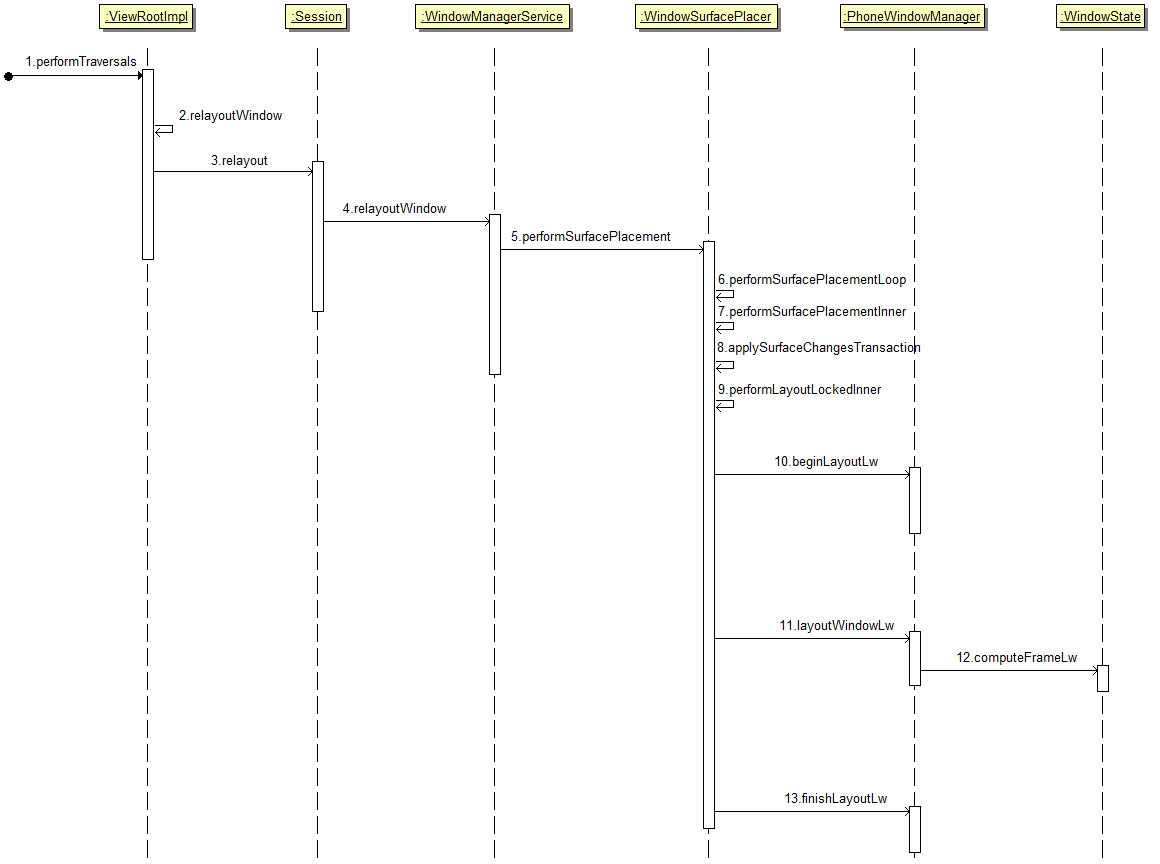 :ViewRootImpl
:Session
:WindowManagerService
:WindowSurfacePlacer
:PhoneWindowManager
:WindowState
1.performTraversals
2.relayoutWindow
3.relayout
4.relayoutWindow
5.performSurfacePlacement
6.performSurfacePlacementLoop
7.performSurfacePlacementInner
8.applySurfaceChangesTransaction
9.performLayoutLockedInner
10.beginLayoutLw
11.layoutWindowLw
12.computeFrameLw
13.finishLayoutLw